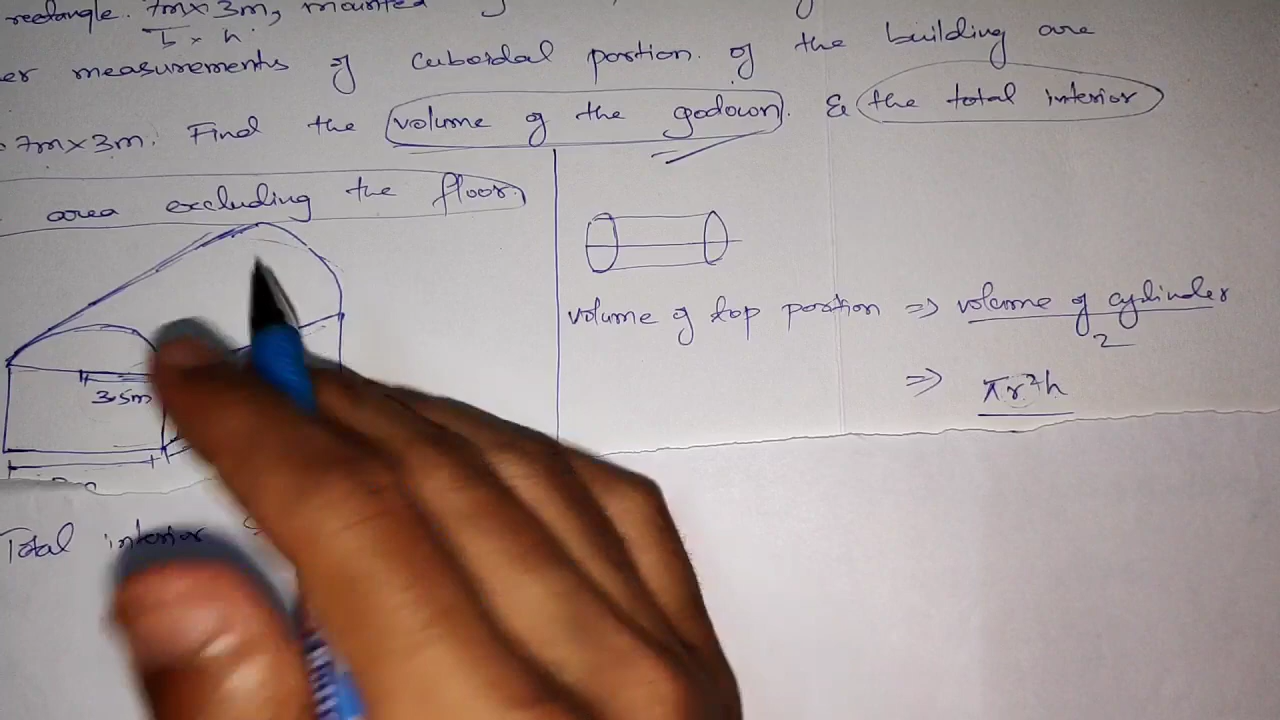 rectangle. 7m×3m, mounted
b × h.
er measurements of cuboidal portion. of the building are
7m×3m. Find the volume of the godown. & the total interior
area excluding the floor.
volume of top portion => volume of cylinder
2
=> πr²h
3.5m
Total interior